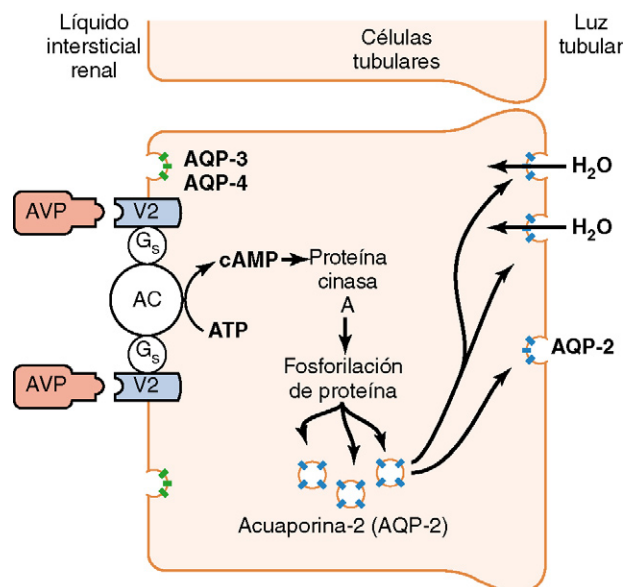 Líquido
intersticial
renal
Células
tubulares
Luz
tubular
AQP-3
AQP-4
H₂O
AVP
V2
Gₛ
cAMP
Proteína
cinasa
A
H₂O
AC
ATP
Gₛ
AVP
V2
Fosforilación
de proteína
AQP-2
Acuaporina-2 (AQP-2)